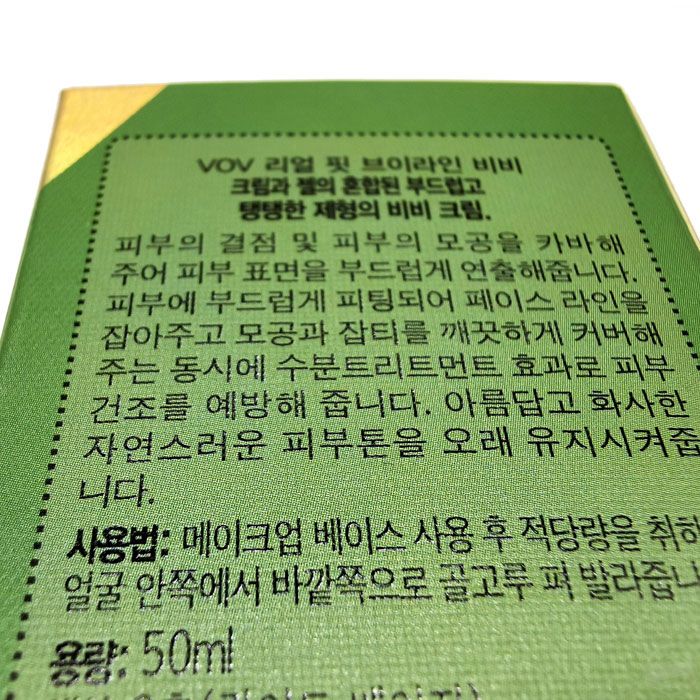 VOV 리얼 핏 브이라인 비비
크림과 젤의 혼합된 부드럽고
탱탱한 제형의 비비 크림.
피부의 결점 및 피부의 모공을 카바해
주어 피부 표면을 부드럽게 연출해줍니다.
피부에 부드럽게 피팅되어 페이스 라인을
잡아주고 모공과 잡티를 깨끗하게 커버해
주는 동시에 수분트리트먼트 효과로 피부
건조를 예방해 줍니다. 아름답고 화사한
자연스러운 피부톤을 오래 유지시켜줍
니다.
사용법: 메이크업 베이스 사용 후 적당량을 취해
얼굴 안쪽에서 바깥쪽으로 골고루 펴 발라줍니
용량: 50ml